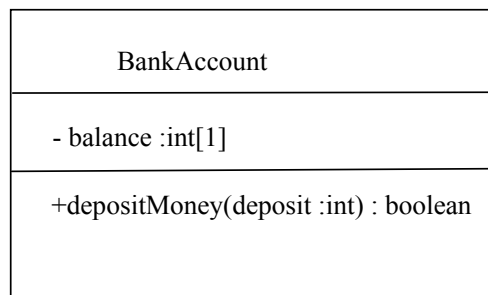 BankAccount
- balance :int[1]
+depositMoney(deposit :int) : boolean